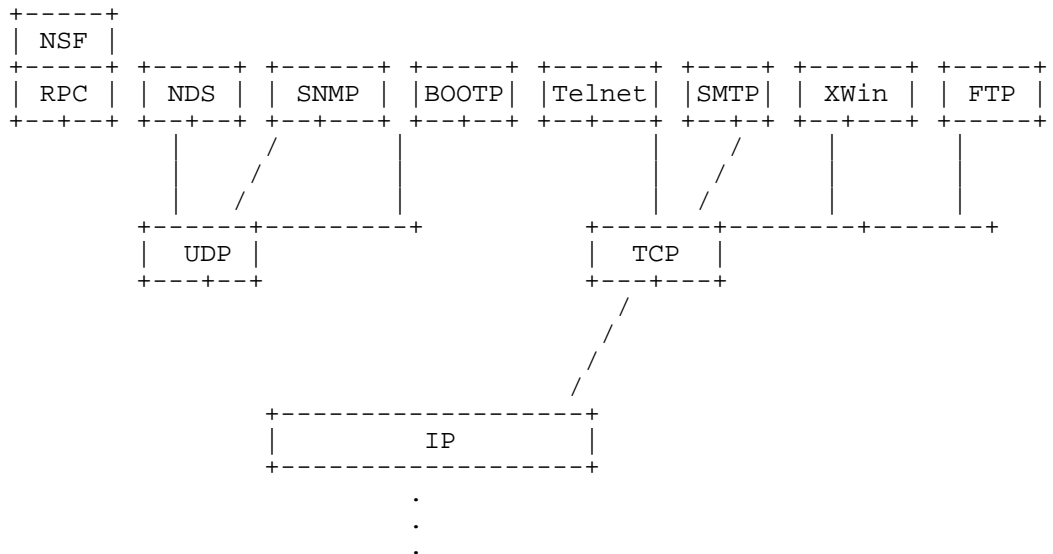 NSF
RPC NDS SNMP BOOTP Telnet SMTP XWin FTP
UDP TCP
IP